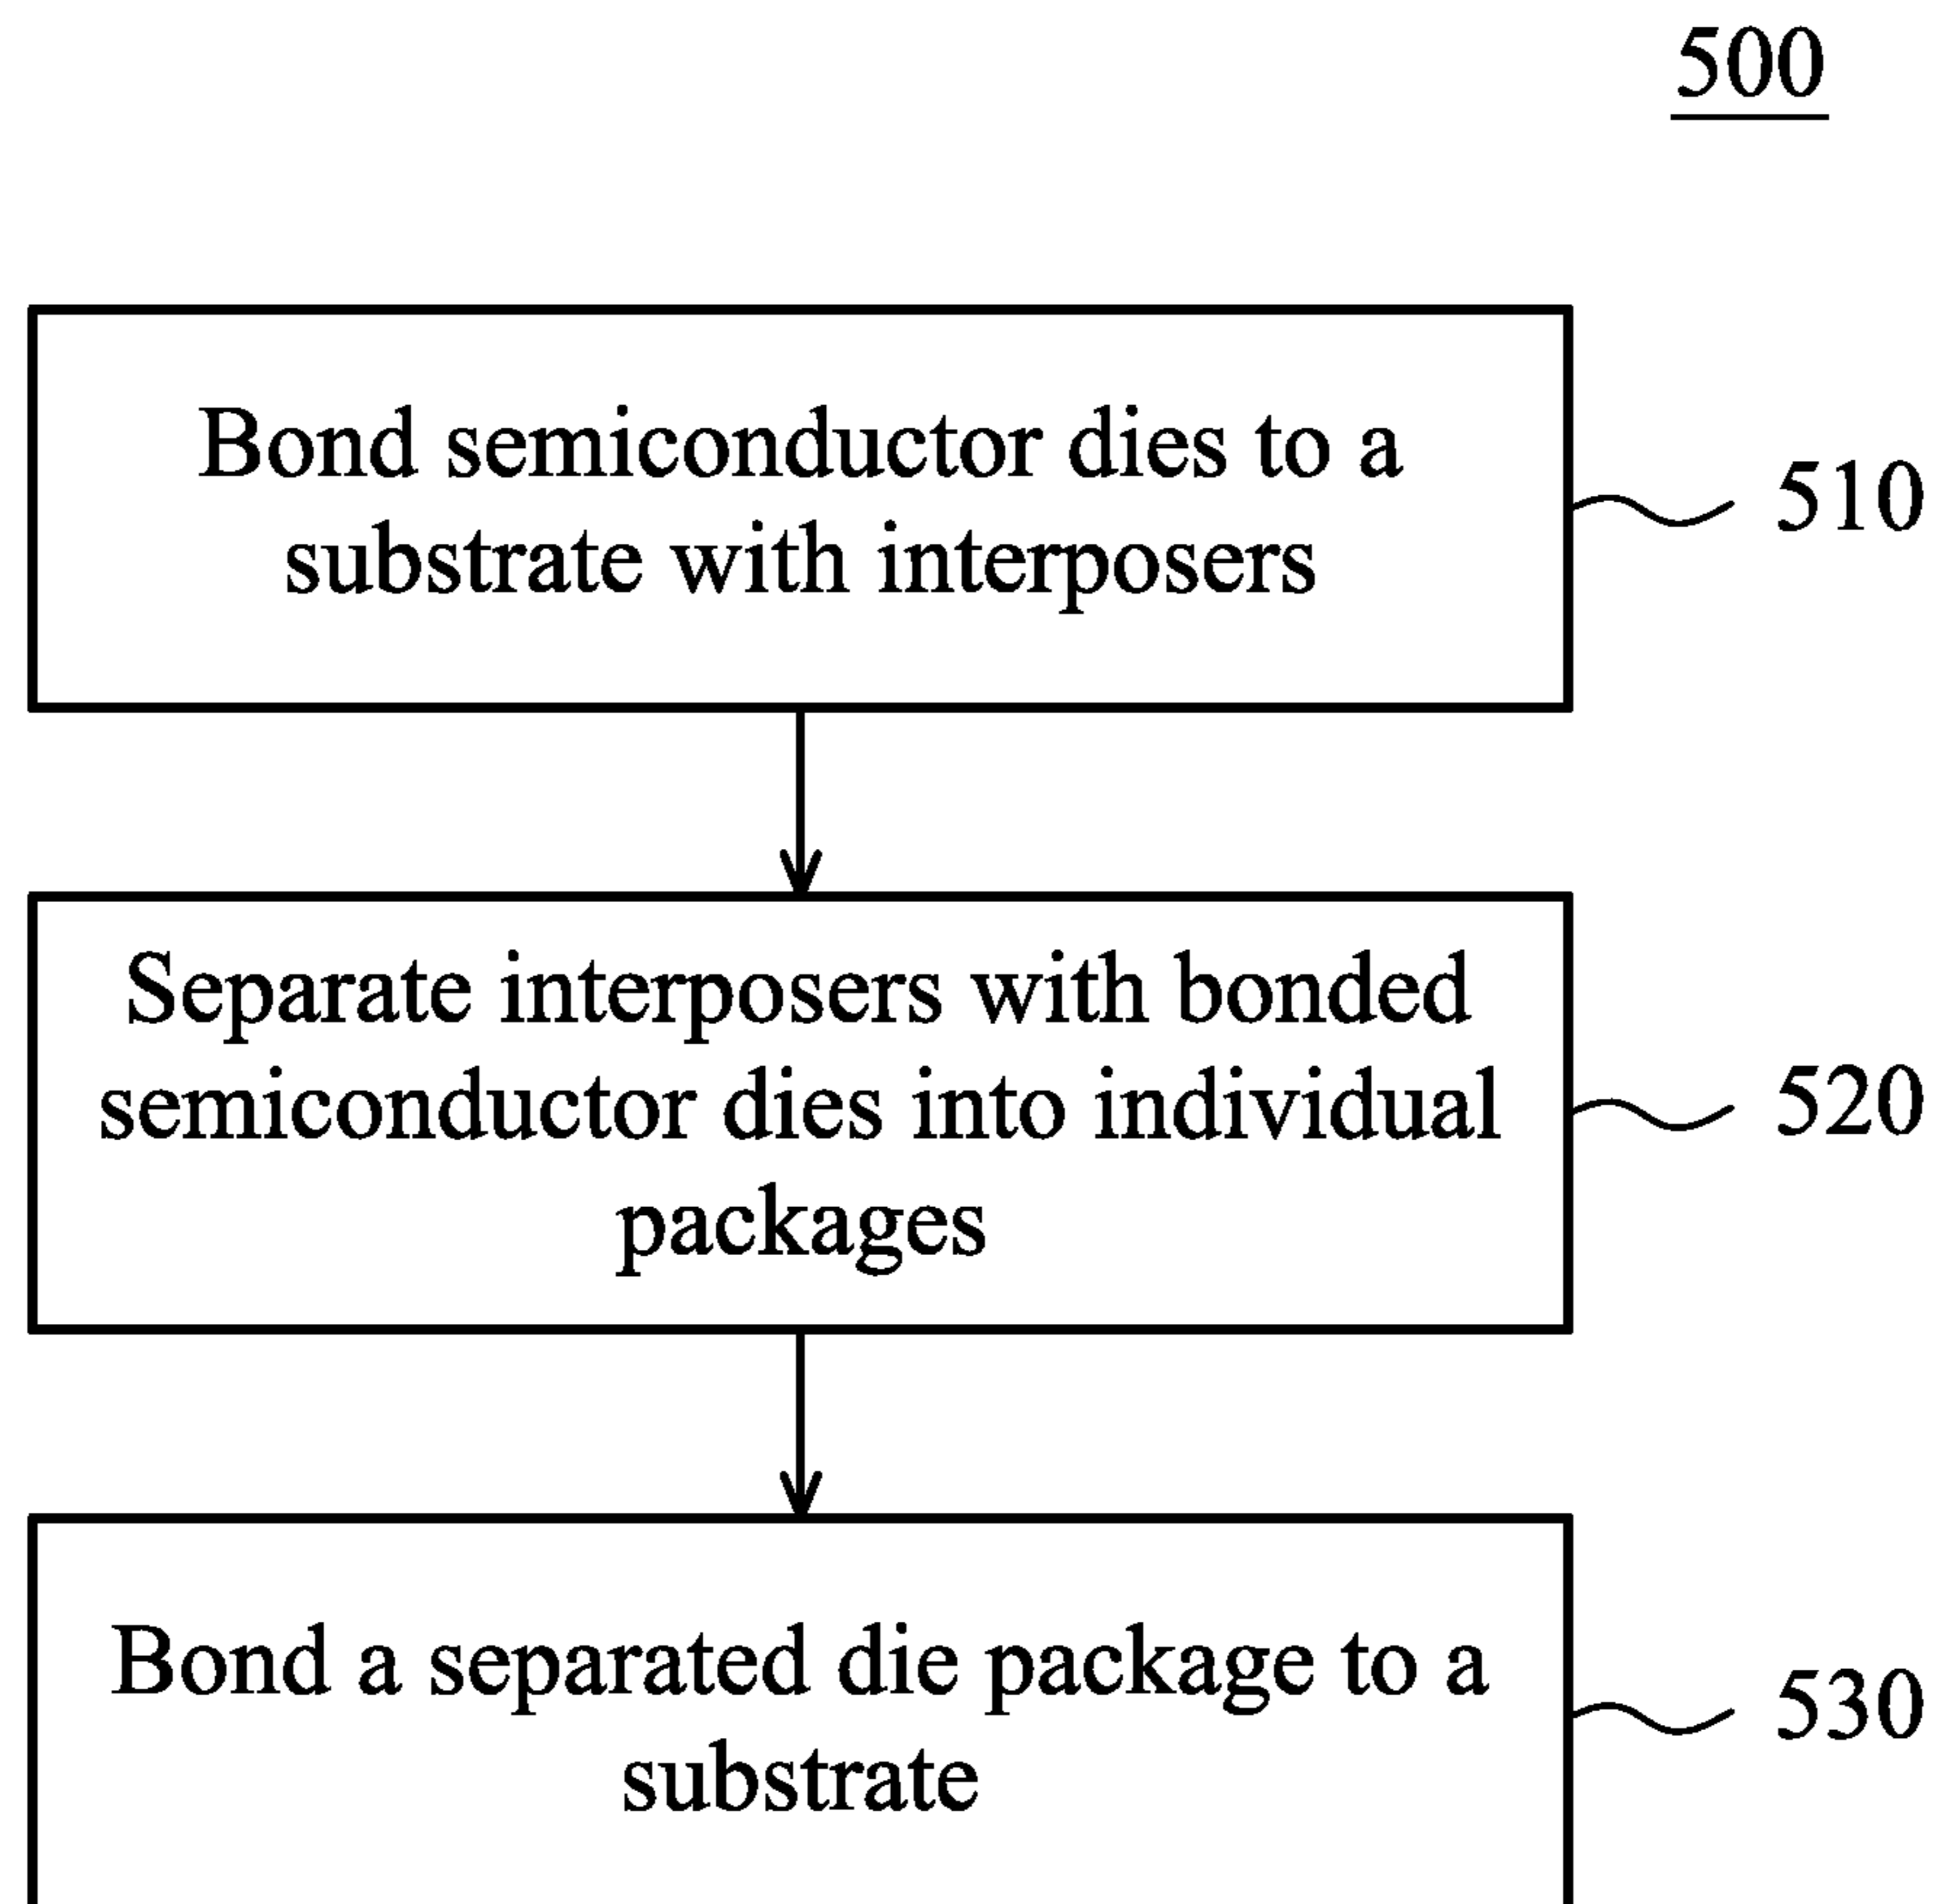 500
Bond semiconductor dies to a
substrate with interposers
510
Separate interposers with bonded
semiconductor dies into individual
packages
520
Bond a separated die package to a
substrate
530